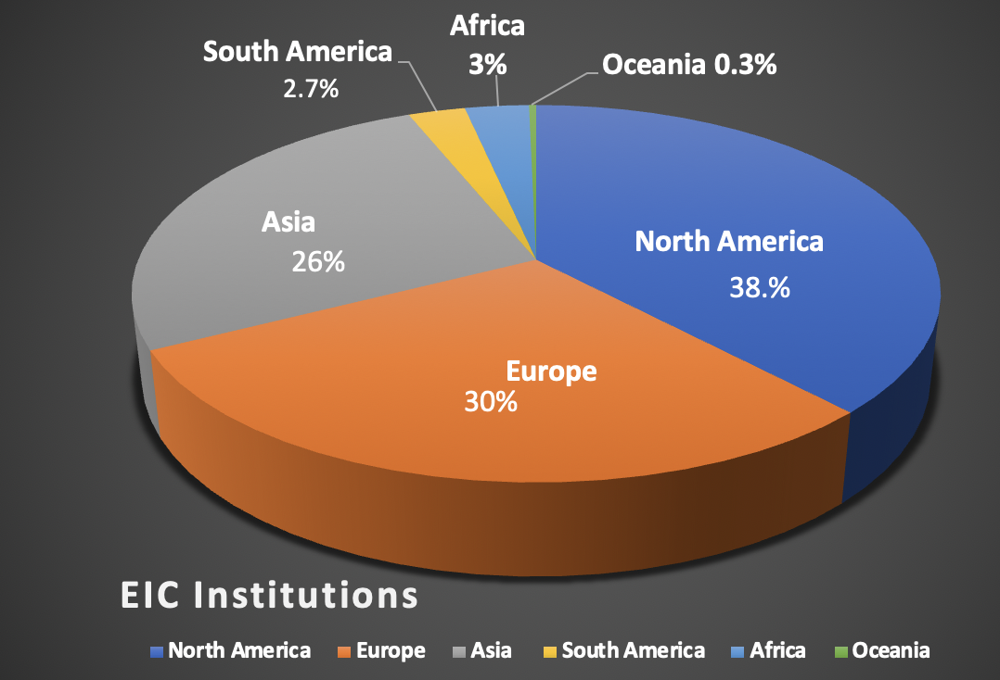 Africa
South America
3%
Oceania 0.3%
2.7%
Asia
26%
North America
38.%
Europe
30%
EIC Institutions
North America Europe Asia South America Africa Oceania